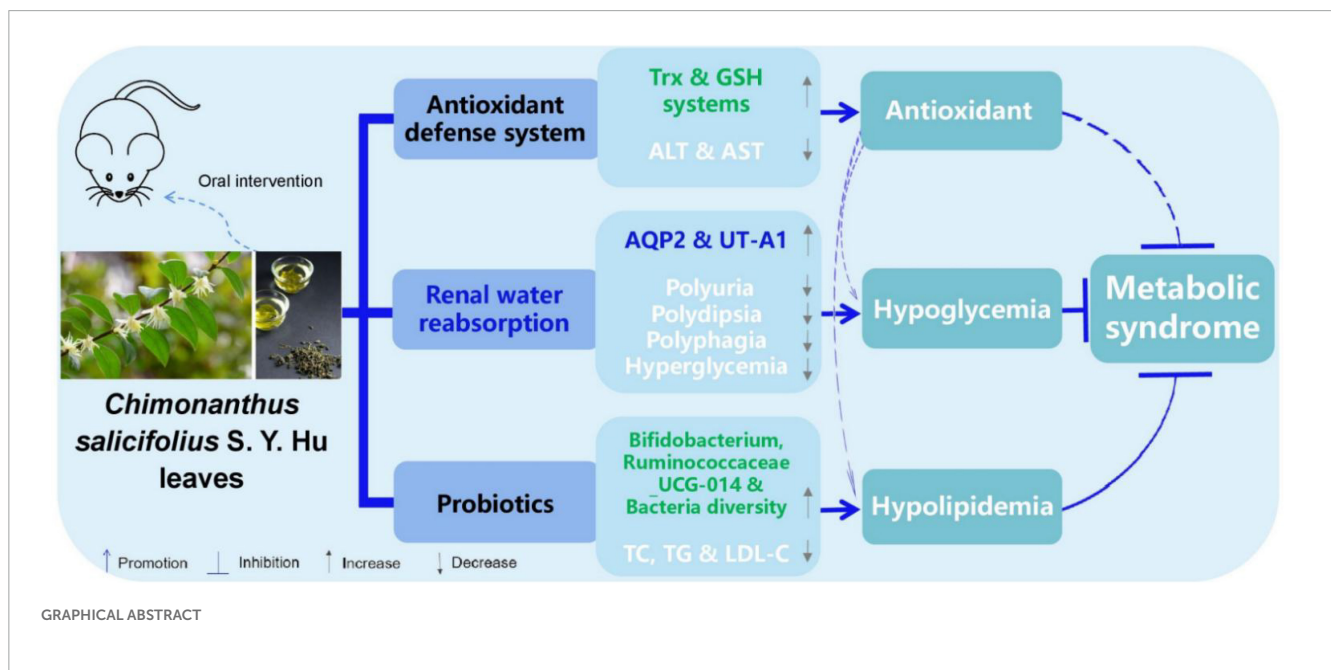 Oral intervention
Chimonanthus
salicifolius S. Y. Hu
leaves
Antioxidant
defense system
Trx & GSH
systems
ALT & AST
Antioxidant
Renal water
reabsorption
AQP2 & UT-A1
Polyuria
Polydipsia
Polyphagia
Hyperglycemia
Hypoglycemia
Probiotics
Bifidobacterium,
Ruminococcaceae
_UCG-014 &
Bacteria diversity
TC, TG & LDL-C
Hypolipidemia
Metabolic
syndrome
Promotion Inhibition Increase Decrease
GRAPHICAL ABSTRACT